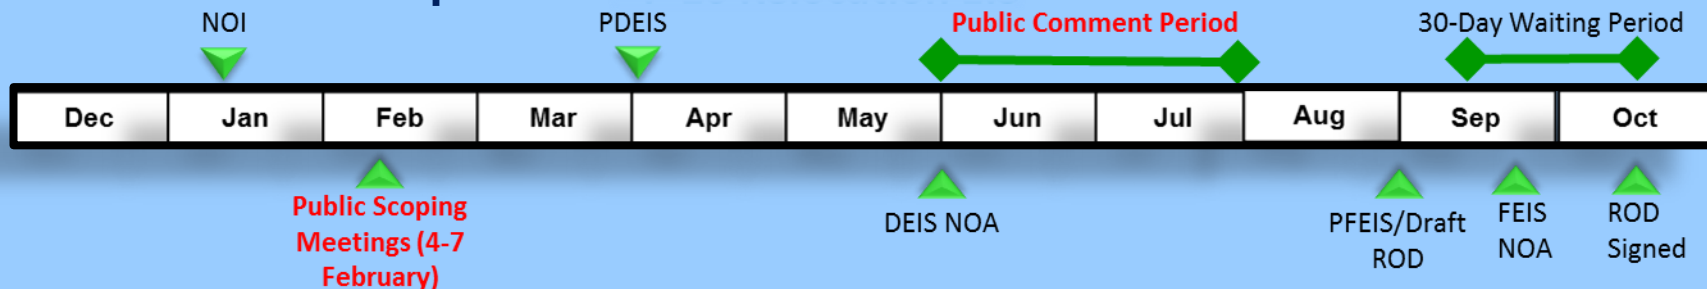 NOI
PDEIS
Public Comment Period
30-Day Waiting Period
Dec Jan Feb Mar Apr May Jun Jul Aug Sep Oct
Public Scoping
Meetings (4-7
February)
DEIS NOA
PFEIS/Draft
ROD
FEIS
NOA
ROD
Signed